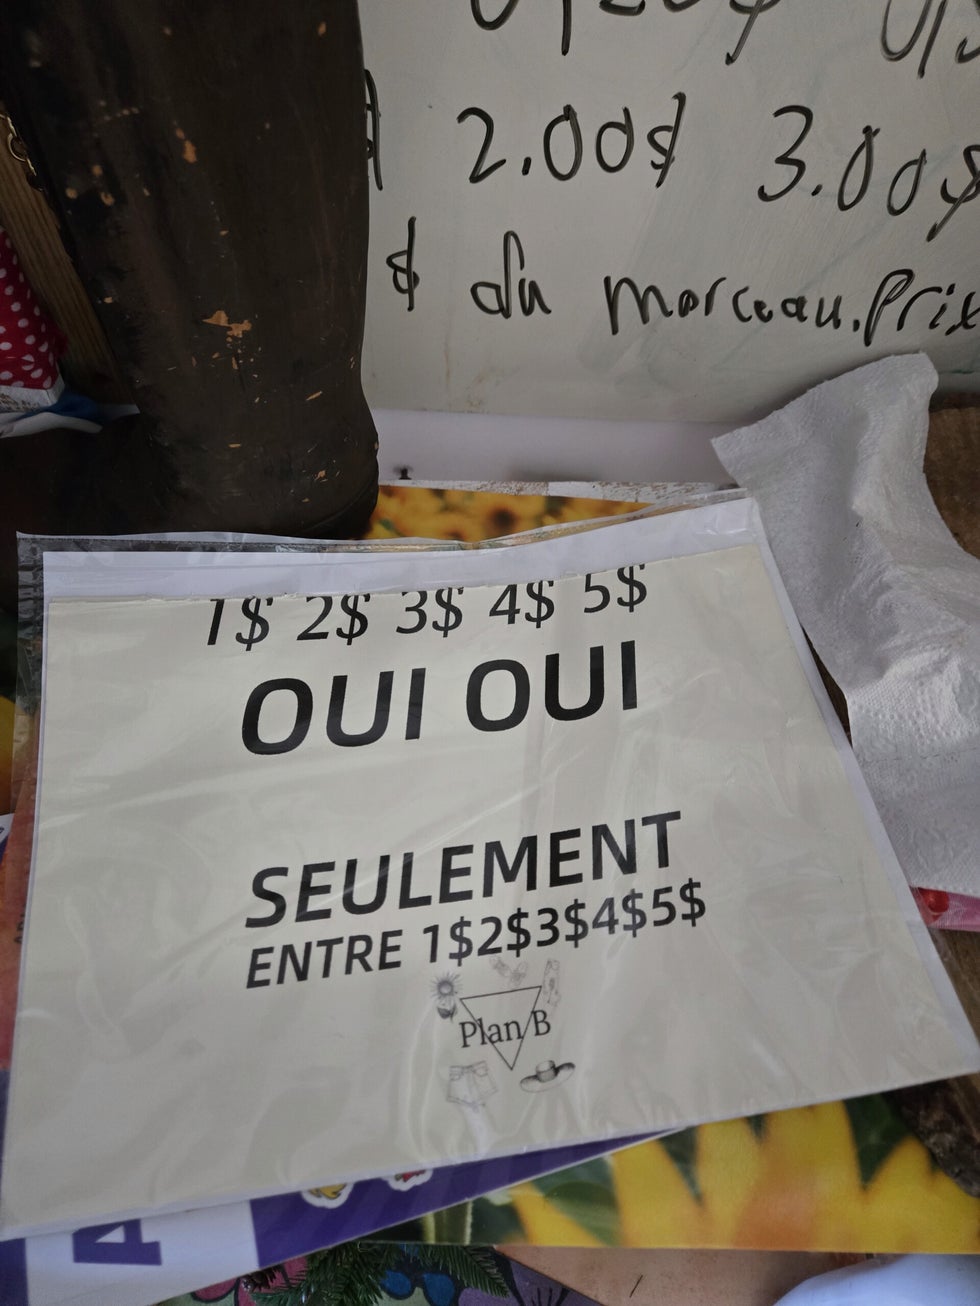 2.00$ 3.00$
$ du morceau. Prix
1$ 2$ 3$ 4$ 5$
OUI OUI
SEULEMENT
ENTRE 1$2$3$4$5$
Plan B
A